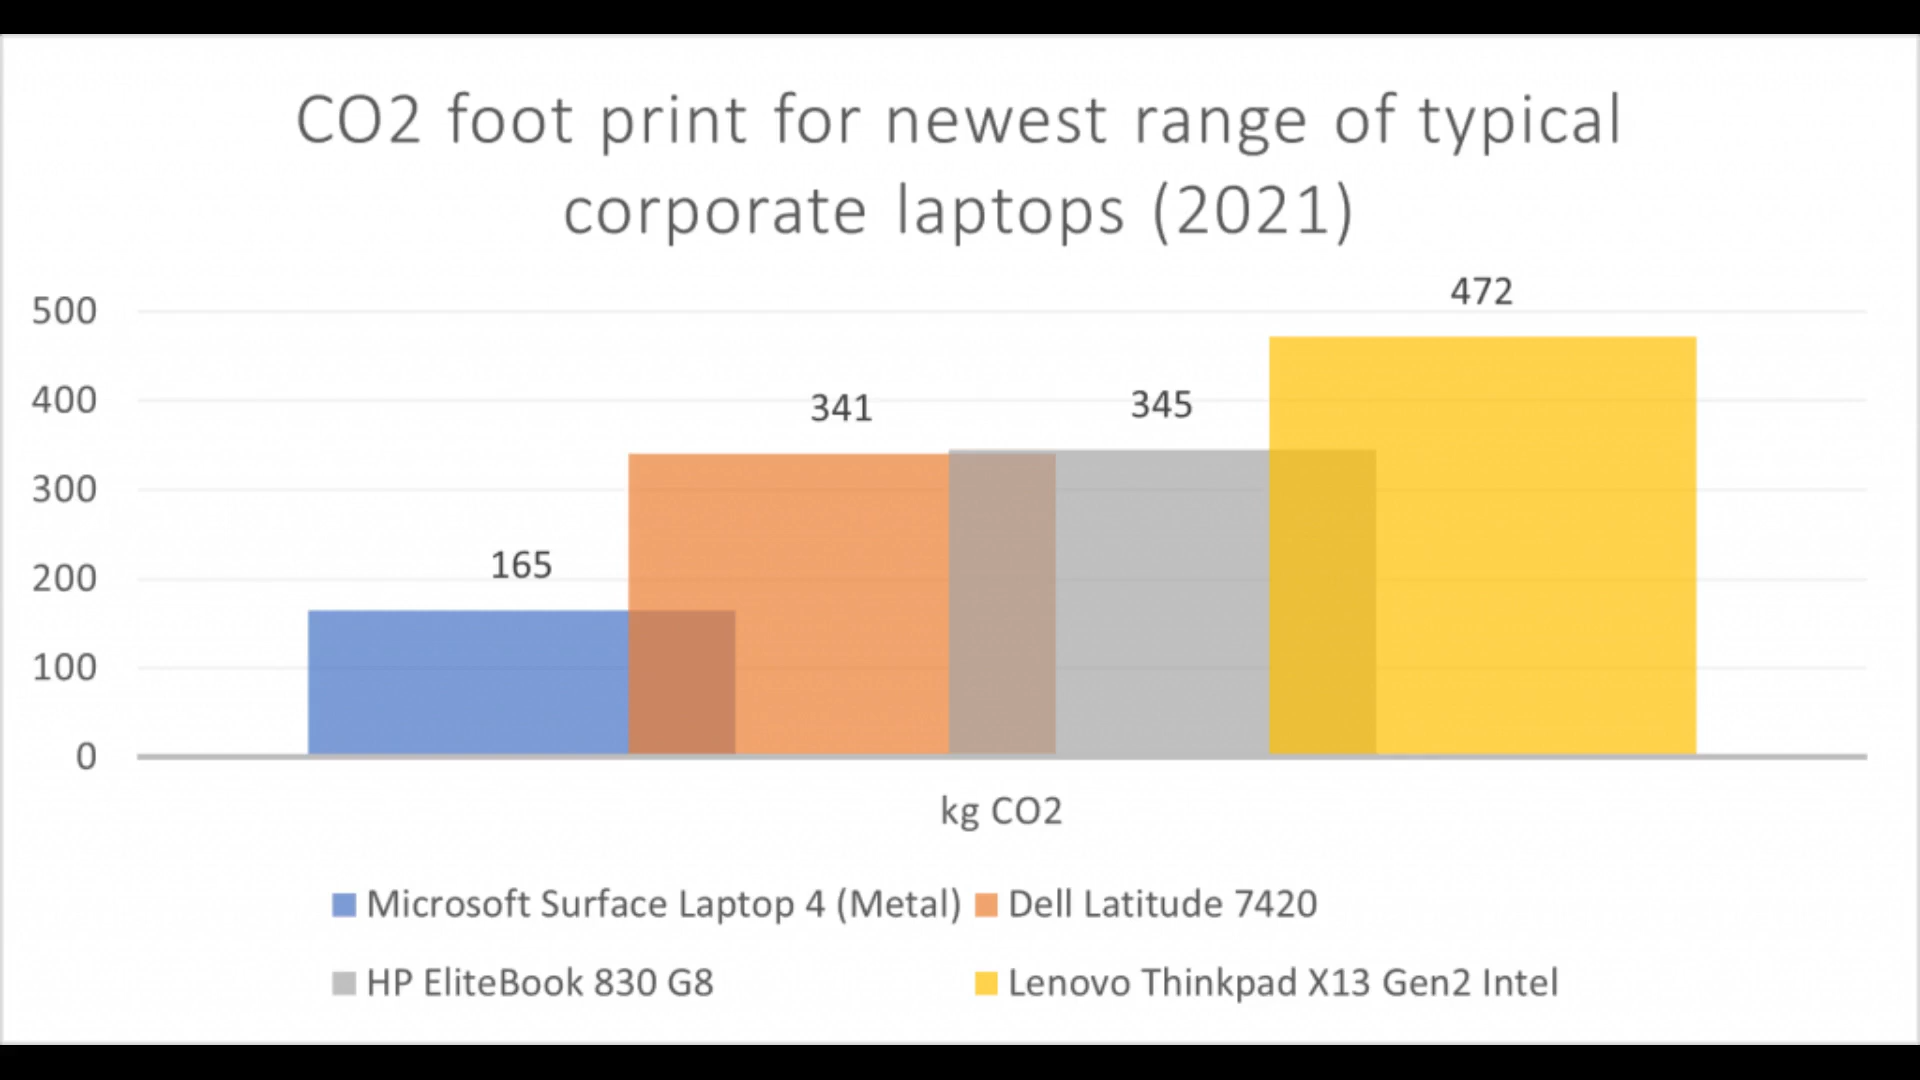 CO2 foot print for newest range of typical
corporate laptops (2021)
500
400
300
200
100
0
165
341
345
472
kg CO2
Microsoft Surface Laptop 4 (Metal)
Dell Latitude 7420
HP EliteBook 830 G8
Lenovo Thinkpad X13 Gen2 Intel